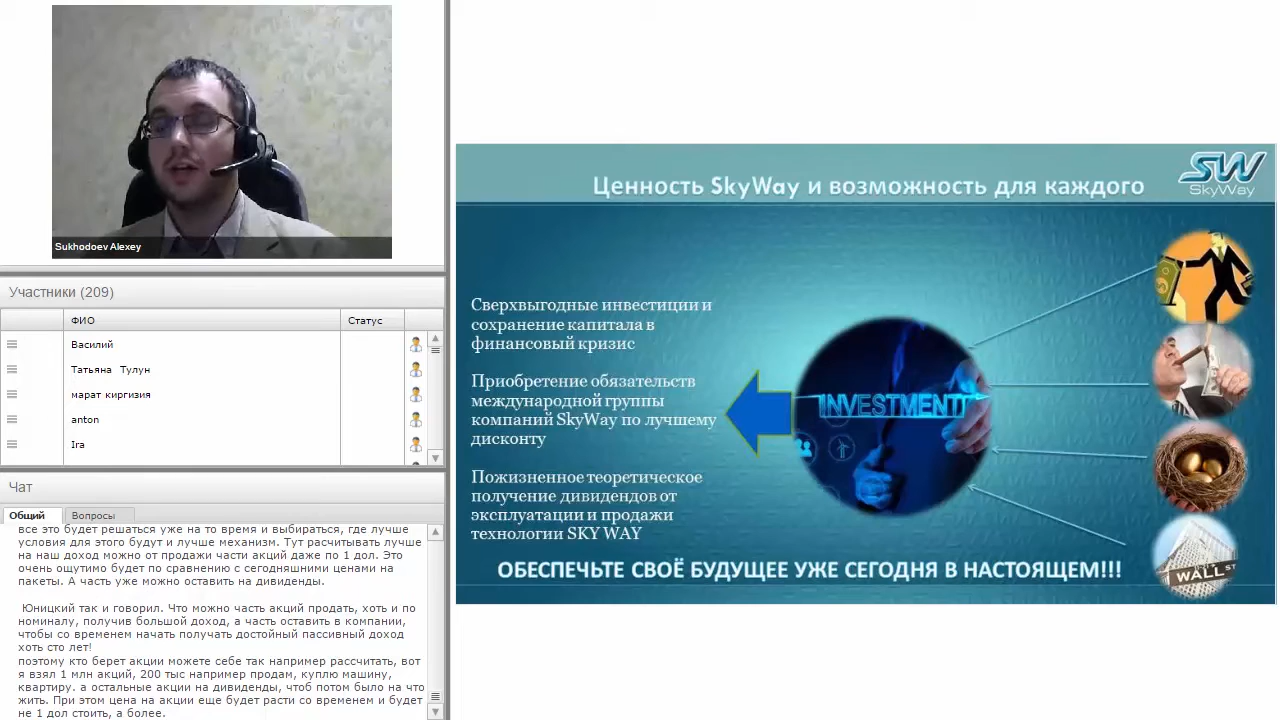 Sukhodoev Alexey
Участники (209)
ФИО
Статус
Василий
Татьяна Тулун
марат киргизия
anton
Ira
Чат
Общий
Вопросы
все это будет решаться уже на то время и выбираться, где лучше
условия для этого будут и лучше механизм. Тут расчитывать лучше
на наш доход можно от продажи части акций даже по 1 дол. Это
очень ощутимо будет по сравнению с сегодняшними ценами на
пакеты. А часть уже можно оставить на дивиденды.
Юницкий так и говорил. Что можно часть акций продать, хоть и по
номиналу, получив большой доход, а часть оставить в компании,
чтобы со временем начать получать достойный пассивный доход
хоть сто лет!
поэтому кто берет акции можете себе так например рассчитать, вот
я взял 1 млн акций, 200 тыс например продам, куплю машину,
квартиру. а остальные акции на дивиденды, чтоб потом было на что
жить. При этом цена на акции еще будет расти со временем и будет
не 1 дол стоить, а более.
Ценность SkyWay и возможность для каждого
SW
SkyWay
Сверхвыгодные инвестиции и
сохранение капитала в
финансовый кризис
Приобретение обязательств
международной группы
компаний SkyWay по лучшему
дисконту
Пожизненное теоретическое
получение дивидендов от
эксплуатации и продажи
технологии SKY WAY
INVESTMENT
WALL ST
ОБЕСПЕЧЬТЕ СВОЁ БУДУЩЕЕ УЖЕ СЕГОДНЯ В НАСТОЯЩЕМ!!!